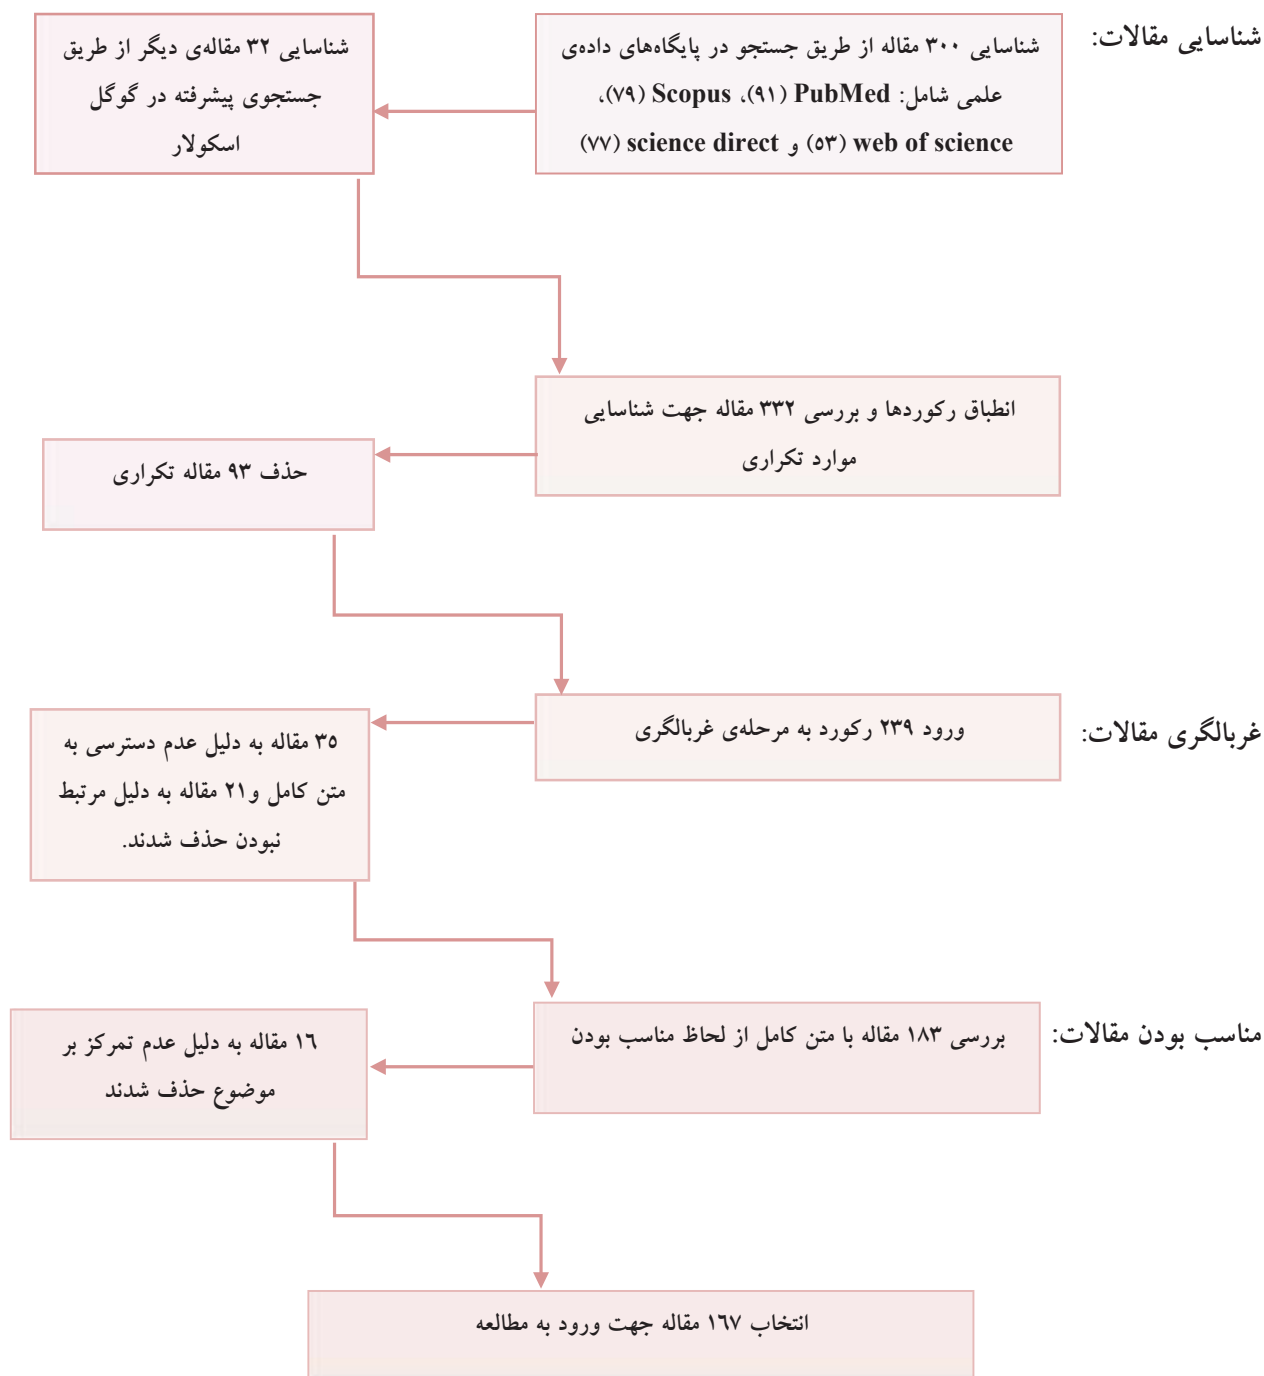 شناسایی مقالات:
شناسایی ۳۰۰ مقاله از طریق جستجو در پایگاه‌های داده‌ی
علمی شامل: PubMed (۹۱)، Scopus (۷۹)،
web of science (۵۳) و science direct (۷۷)
شناسایی ۳۲ مقاله‌ی دیگر از طریق
جستجوی پیشرفته در گوگل
اسکولار
انطباق رکوردها و بررسی ۳۳۲ مقاله جهت شناسایی
موارد تکراری
حذف ۹۳ مقاله تکراری
غربالگری مقالات:
ورود ۲۳۹ رکورد به مرحله‌ی غربالگری
۳۵ مقاله به دلیل عدم دسترسی به
متن کامل و۲۱ مقاله به دلیل مرتبط
نبودن حذف شدند.
مناسب بودن مقالات:
بررسی ۱۸۳ مقاله با متن کامل از لحاظ مناسب بودن
۱۶ مقاله به دلیل عدم تمرکز بر
موضوع حذف شدند
انتخاب ۱۶۷ مقاله جهت ورود به مطالعه